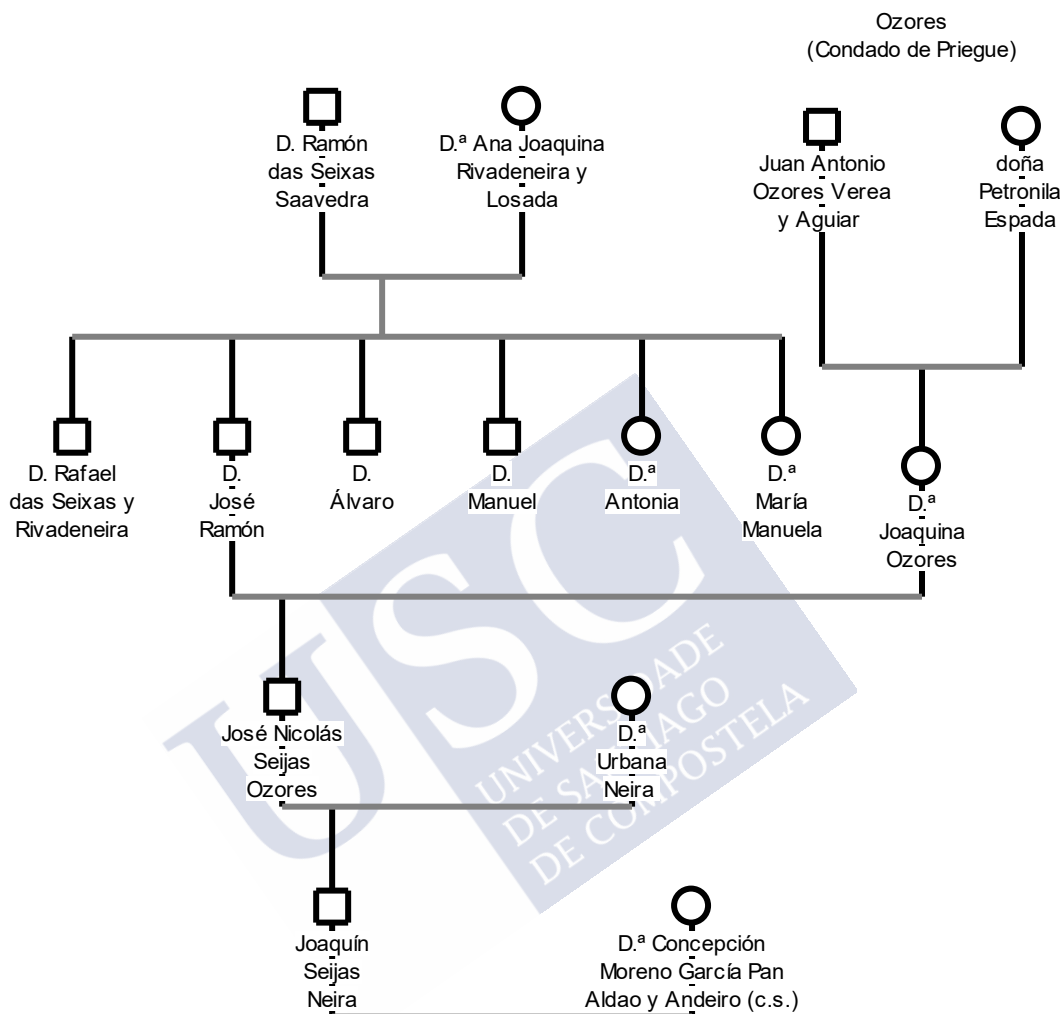 Ozores
(Condado de Priegue)
D. Ramón
das Seixas
Saavedra
D.ª Ana Joaquina
Rivadeneira y
Losada
Juan Antonio
Ozores Verea
y Aguiar
doña
Petronila
Espada
D. Rafael
das Seixas y
Rivadeneira
D.
José
Ramón
D.
Álvaro
D.
Manuel
D.ª
Antonia
D.ª
María
Manuela
D.ª
Joaquina
Ozores
José Nicolás
Seijas
Ozores
D.ª
Urbana
Neira
Joaquín
Seijas
Neira
D.ª Concepción
Moreno García Pan
Aldao y Andeiro (c.s.)
USC
UNIVERSIDADE
DE SANTIAGO
DE COMPOSTELA